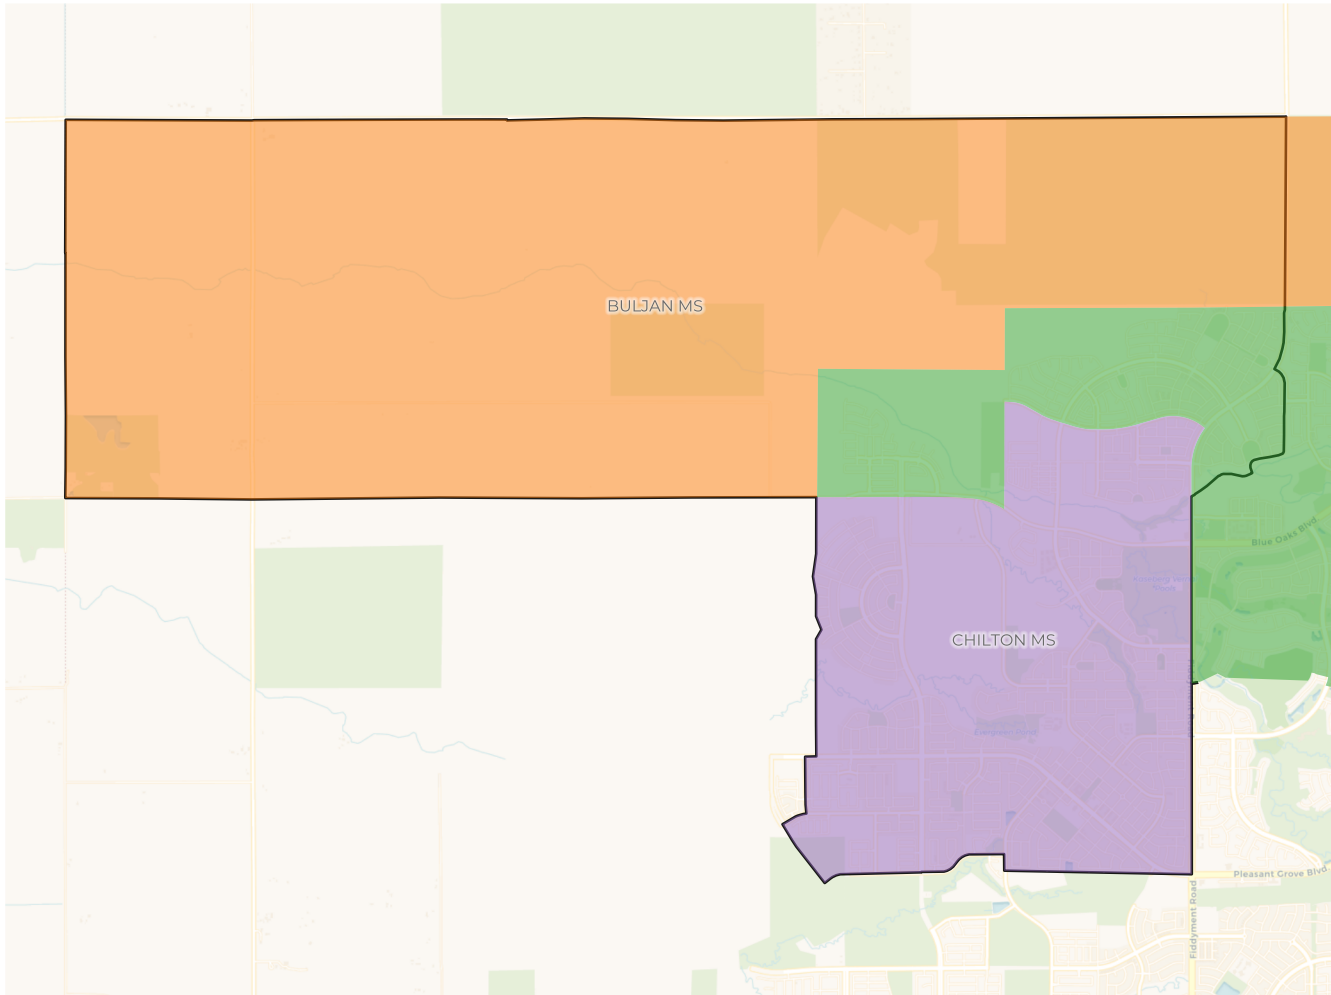 BULJAN MS
Blue Oaks Blvd
CHILTON MS
Pleasant Grove Blvd
Fiddyment Road